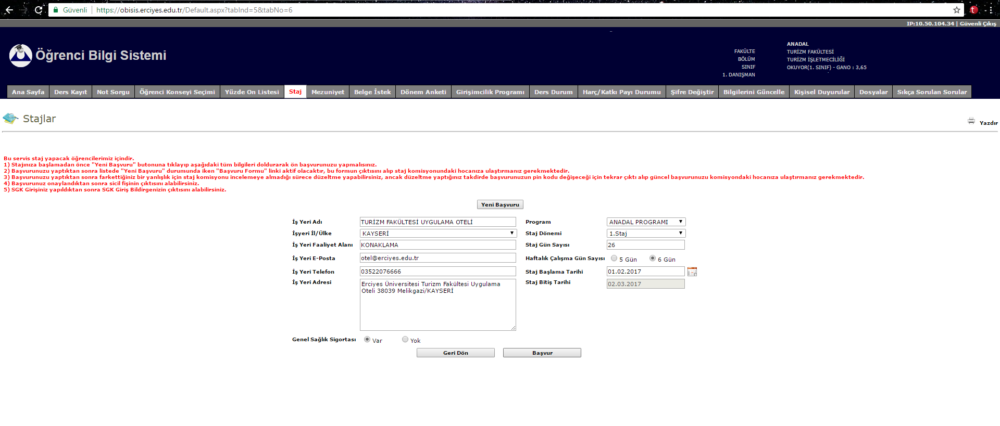 Güvenli https://obisis.erciyes.edu.tr/Default.aspx?tabInd=5&tabNo=6
IP:10.50.104.34 | Güvenli Çıkış
Öğrenci Bilgi Sistemi
ANADAL
FAKÜLTE TURİZM FAKÜLTESİ
BÖLÜM TURİZM İŞLETMECİLİĞİ
SINIF OKUYOR(1. SINIF) - GANO : 3,65
1. DANIŞMAN
Ana Sayfa Ders Kayıt Not Sorgu Öğrenci Konseyi Seçimi Yüzde On Listesi Staj Mezuniyet Belge İstek Dönem Anketi Girişimcilik Programı Ders Durum Harç/Katkı Payı Durumu Şifre Değiştir Bilgilerini Güncelle Kişisel Duyurular Dosyalar Sıkça Sorulan Sorular
Stajlar
Yazdır
Bu servis staj yapacak öğrencilerimiz içindir.
1) Stajınıza başlamadan önce "Yeni Başvuru" butonuna tıklayıp aşağıdaki tüm bilgileri doldurarak ön başvurunuzu yapmalısınız.
2) Başvurunuzu yaptıktan sonra listede "Yeni Başvuru" durumunda iken "Başvuru Formu" linki aktif olacaktır, bu formun çıktısını alıp staj komisyonundaki hocanıza ulaştırmanız gerekmektedir.
3) Başvurunuzu yaptıktan sonra farkettiğiniz bir yanlışlık için staj komisyonu incelemeye almadığı sürece düzeltme yapabilirsiniz, ancak düzeltme yaptığınız takdirde başvurunuzun pin kodu değişeceği için tekrar çıktı alıp güncel başvurunuzu komisyondaki hocanıza ulaştırmanız gerekmektedir.
4) Başvurunuz onaylandıktan sonra sicil fişinin çıktısını alabilirsiniz.
5) SGK Girişiniz yapıldıktan sonra SGK Giriş Bildirgenizin çıktısını alabilirsiniz.
Yeni Başvuru
İş Yeri Adı TURİZM FAKÜLTESİ UYGULAMA OTELİ Program ANADAL PROGRAMI
İşyeri İl/Ülke KAYSERİ Staj Dönemi 1.Staj
İş Yeri Faaliyet Alanı KONAKLAMA Staj Gün Sayısı 26
İş Yeri E-Posta otel@erciyes.edu.tr Haftalık Çalışma Gün Sayısı 5 Gün 6 Gün
İş Yeri Telefon 03522076666 Staj Başlama Tarihi 01.02.2017
İş Yeri Adresi Erciyes Üniversitesi Turizm Fakültesi Uygulama Staj Bitiş Tarihi 02.03.2017
Oteli 38039 Melikgazi/KAYSERİ
Genel Sağlık Sigortası Var Yok
Geri Dön Başvur